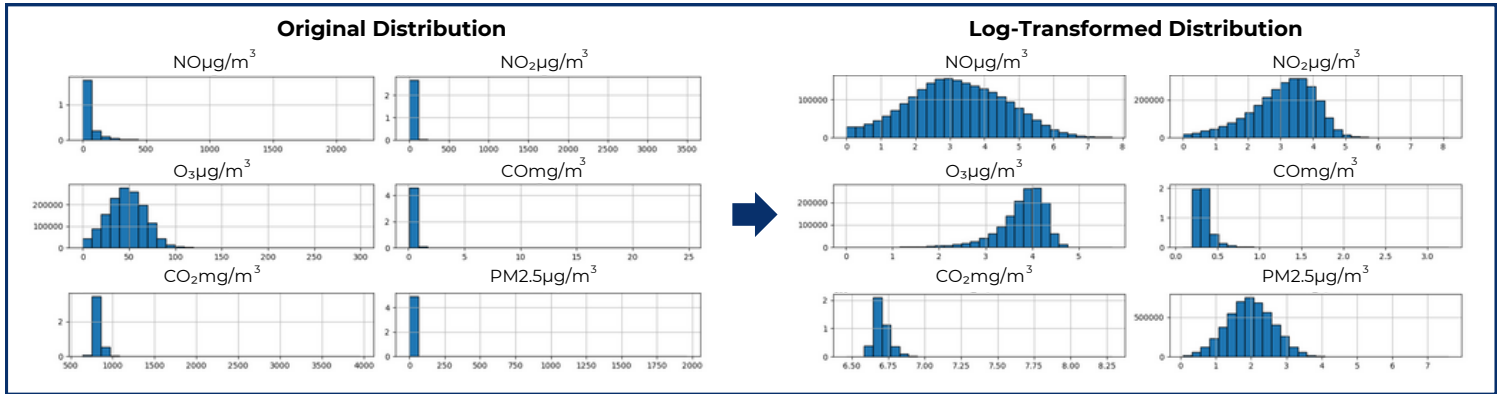 Original Distribution
NOμg/m³
1
0
0 500 1000 1500 2000
NO₂μg/m³
2
1
0
0 500 1000 1500 2000 2500 3000 3500
O₃μg/m³
200000
100000
0
0 50 100 150 200 250 300
COmg/m³
4
2
0
0 5 10 15 20 25
CO₂mg/m³
2
0
500 1000 1500 2000 2500 3000 3500 4000
PM2.5μg/m³
4
2
0
0 250 500 750 1000 1250 1500 1750 2000
Log-Transformed Distribution
NOμg/m³
100000
0
0 1 2 3 4 5 6 7 8
NO₂μg/m³
200000
0
0 1 2 3 4 5 6 7 8
O₃μg/m³
200000
100000
0
0 1 2 3 4 5
COmg/m³
2
1
0
0.0 0.5 1.0 1.5 2.0 2.5 3.0
CO₂mg/m³
2
1
0
6.50 6.75 7.00 7.25 7.50 7.75 8.00 8.25
PM2.5μg/m³
500000
0
0 1 2 3 4 5 6 7